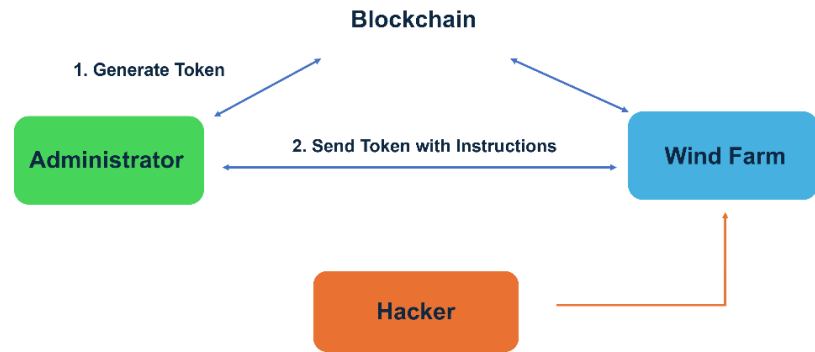 Blockchain
1. Generate Token
Administrator
2. Send Token with Instructions
Wind Farm
Hacker